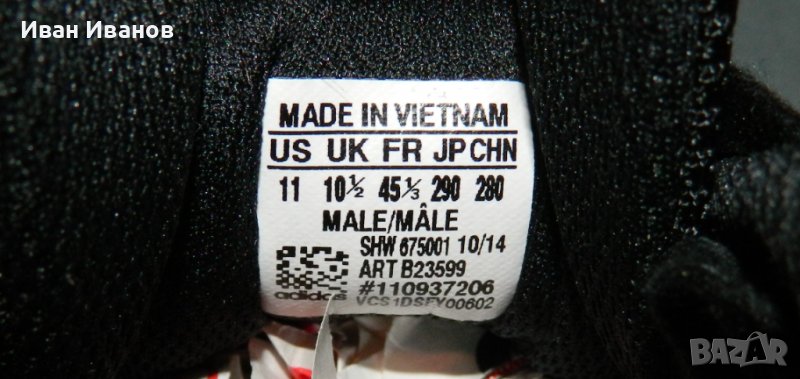 Иван Иванов
MADE IN VIETNAM
US UK FR JP CHN
11 10½ 45⅓ 290 280
MALE/MÂLE
SHW 675001 10/14
ART B23599
#110937206
adidas VCS1DSFY00602
BAZAR